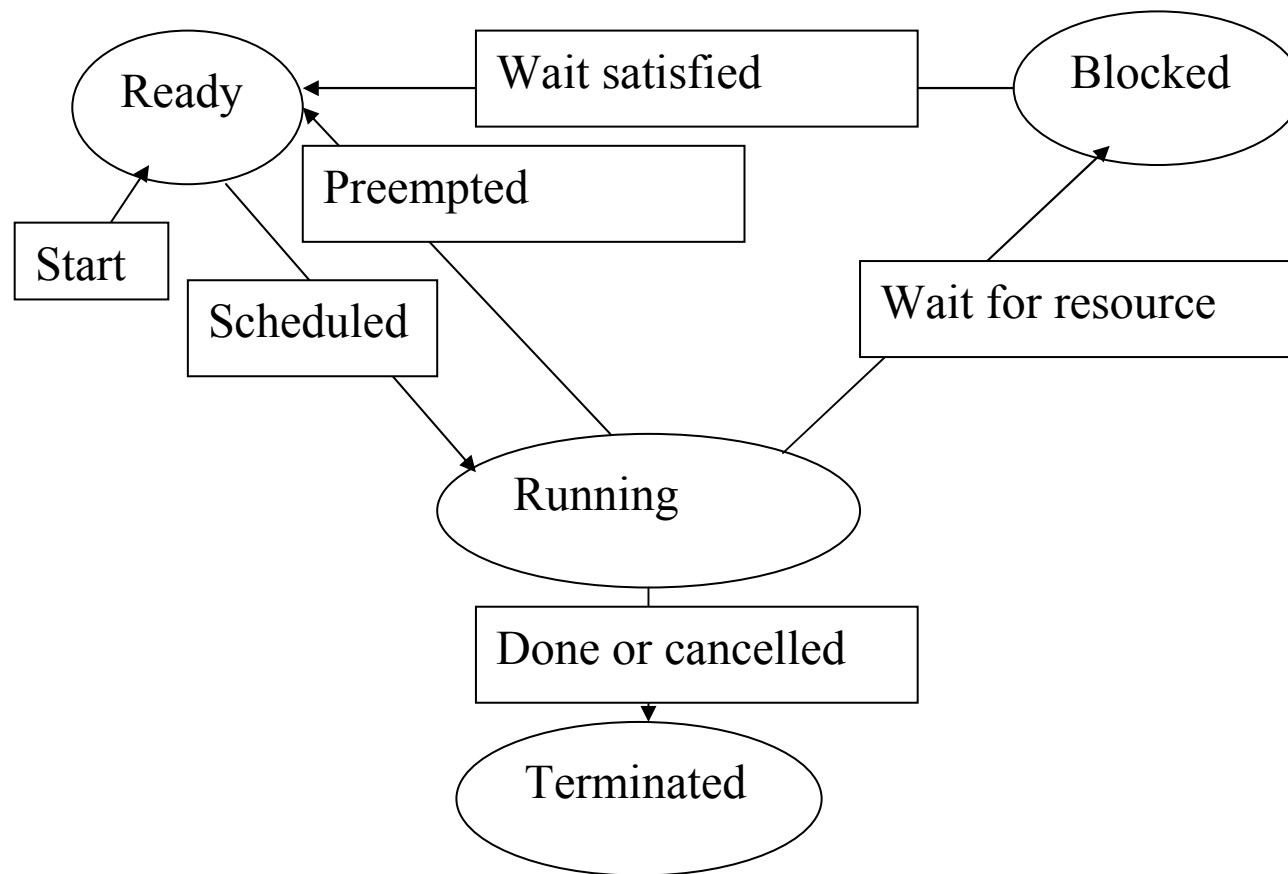 Ready
Wait satisfied
Blocked
Preempted
Start
Scheduled
Wait for resource
Running
Done or cancelled
Terminated